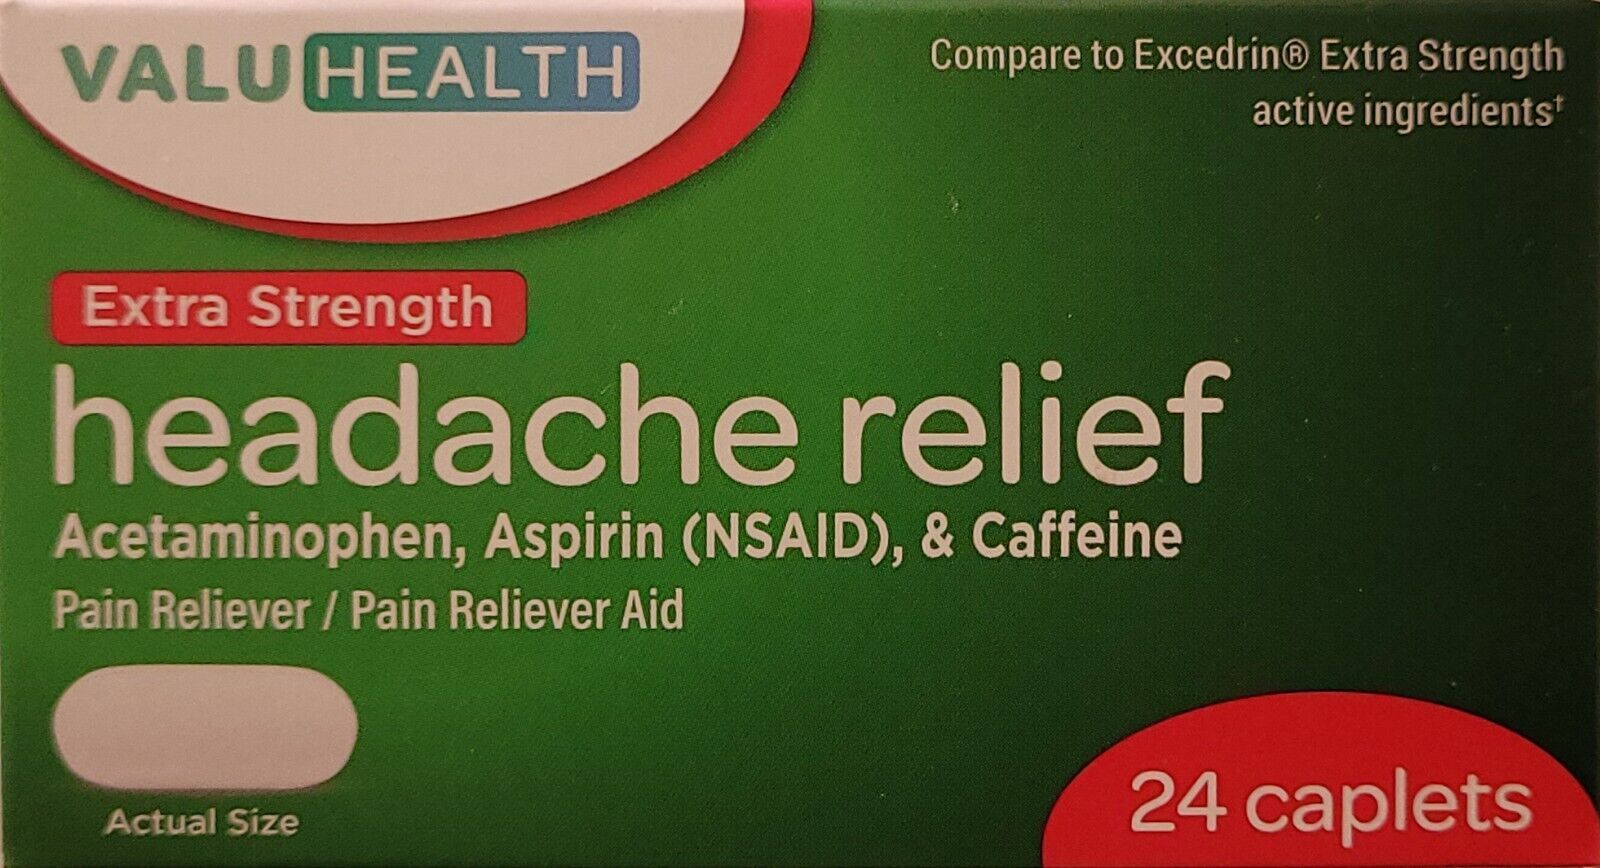 VALUHEALTH
Compare to Excedrin® Extra Strength
active ingredients†
Extra Strength
headache relief
Acetaminophen, Aspirin (NSAID), & Caffeine
Pain Reliever / Pain Reliever Aid
Actual Size
24 caplets